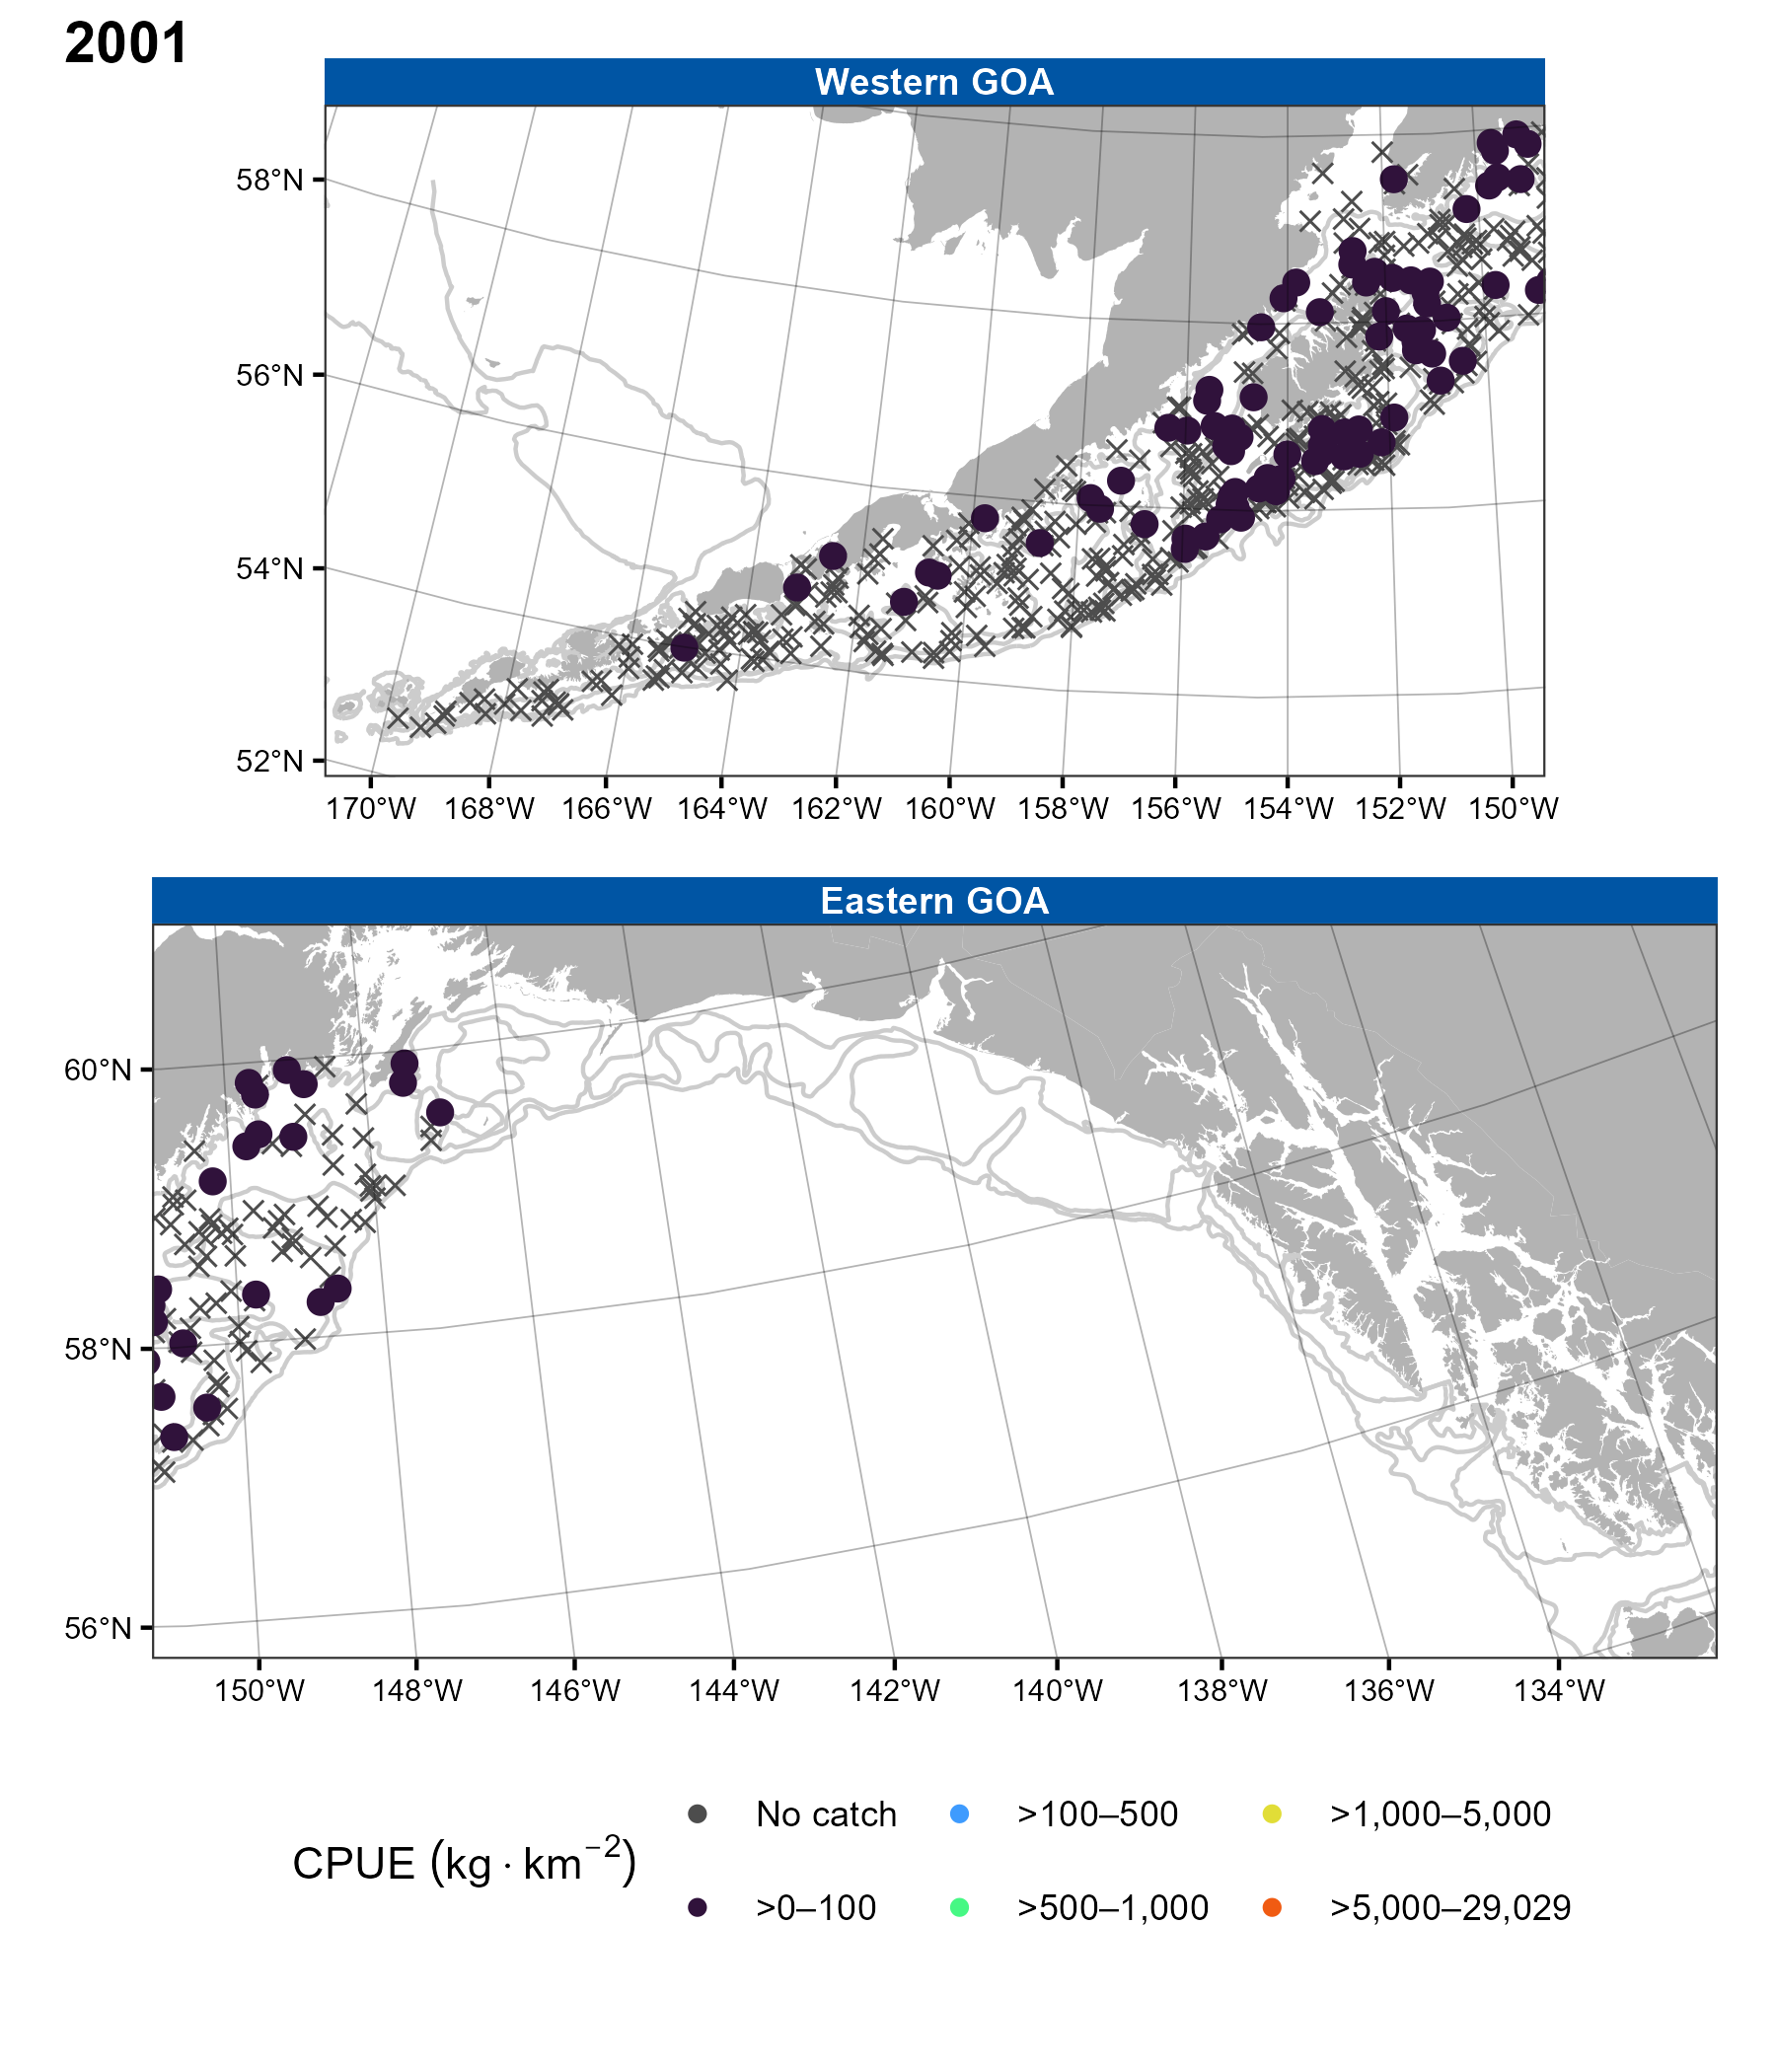 2001
Western GOA
58°N
56°N
54°N
52°N
170°W 168°W 166°W 164°W 162°W 160°W 158°W 156°W 154°W 152°W 150°W
Eastern GOA
60°N
58°N
56°N
150°W 148°W 146°W 144°W 142°W 140°W 138°W 136°W 134°W
CPUE (kg · km⁻²)
No catch >100–500 >1,000–5,000
>0–100 >500–1,000 >5,000–29,029